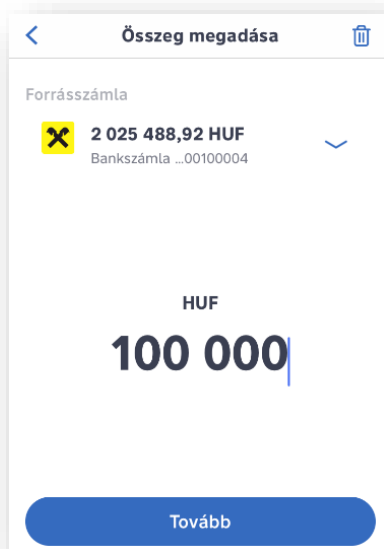 Összeg megadása
Forrásszámla
2 025 488,92 HUF
Bankszámla ...00100004
HUF
100 000
Tovább